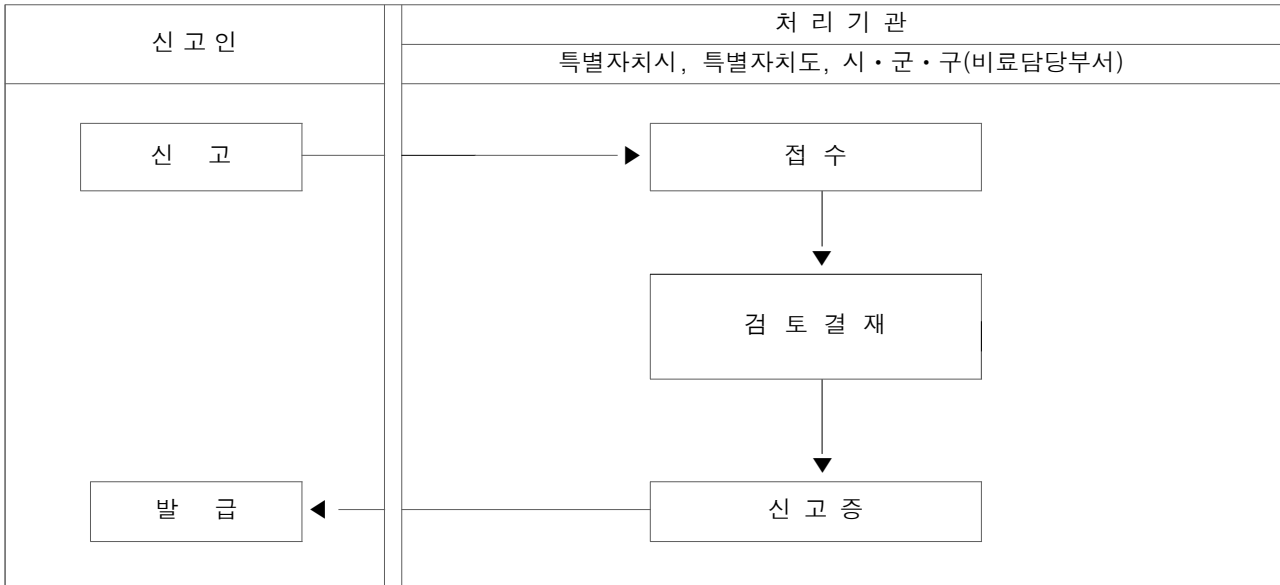 신 고 인
처 리 기 관
특별자치시, 특별자치도, 시・군・구(비료담당부서)
신 고
접 수
검 토 결 재
발 급
신 고 증